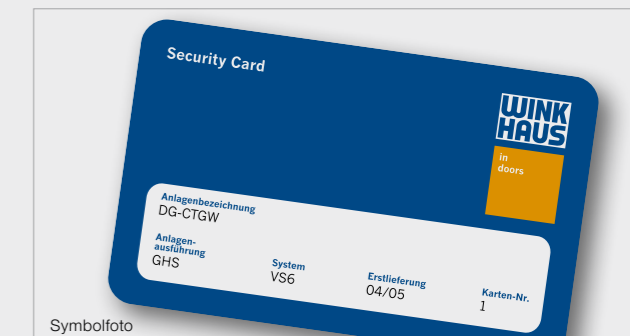 Security Card
WINK
HAUS
in
doors
Anlagenbezeichnung
DG-CTGW
Anlagen-
ausführung
GHS
System
VS6
Erstlieferung
04/05
Karten-Nr.
1
Symbolfoto